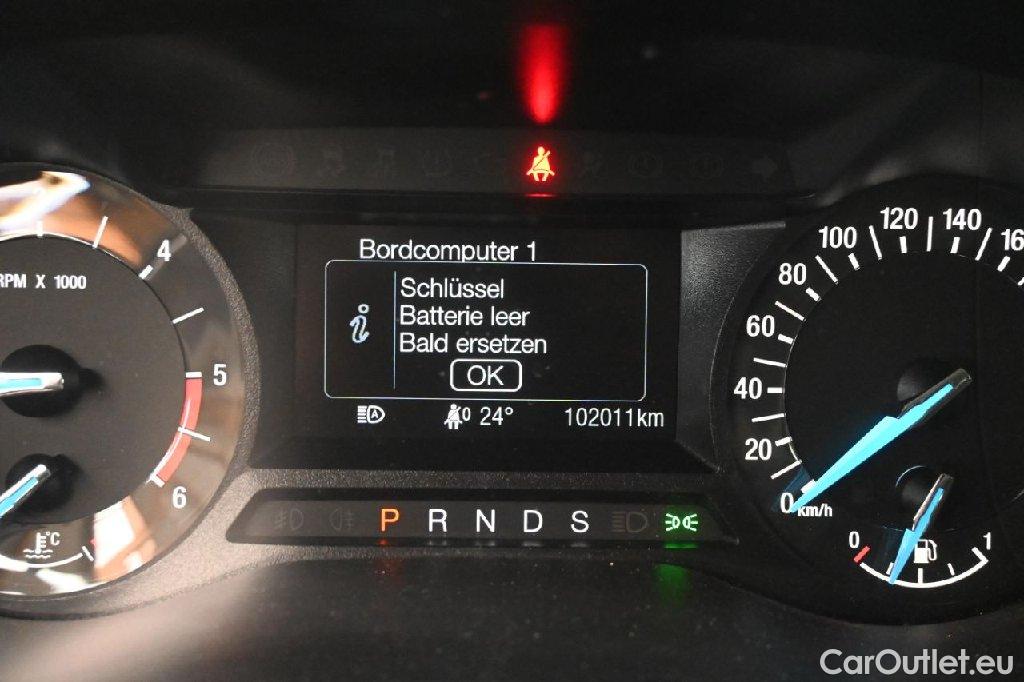 Bordcomputer 1
Schlüssel
Batterie leer
Bald ersetzen
OK
24° 102011km
RPM X 1000
4
5
6
°C
P R N D S
0 20 40 60 80 100 120 140
km/h
0 1
CarOutlet.eu